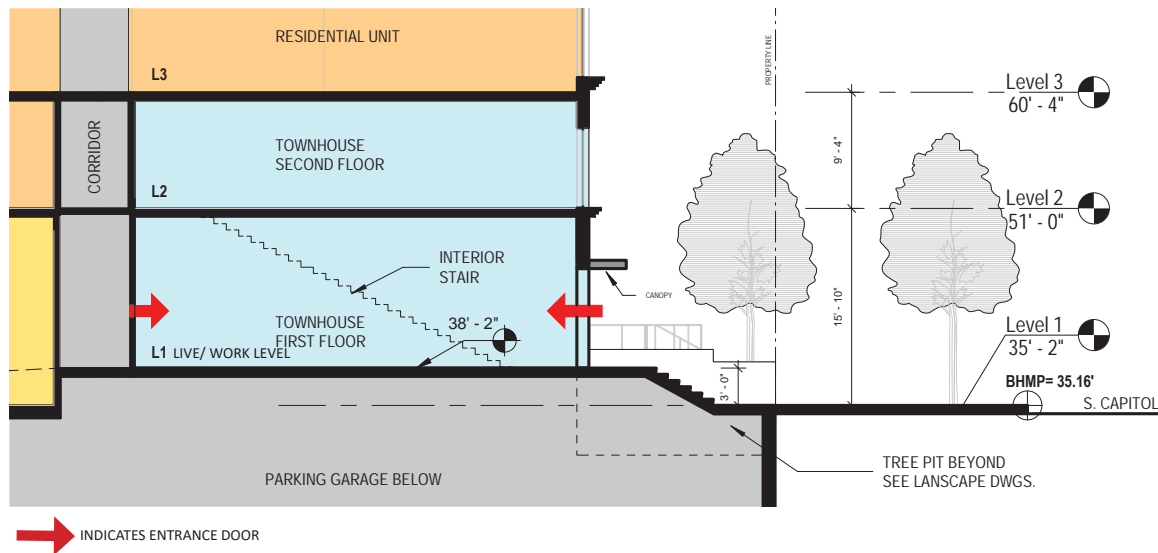 RESIDENTIAL UNIT
L3
PROPERTY LINE
Level 3
60' - 4"
CORRIDOR
TOWNHOUSE
SECOND FLOOR
L2
9' - 4"
Level 2
51' - 0"
INTERIOR
STAIR
CANOPY
TOWNHOUSE
FIRST FLOOR
38' - 2"
L1 LIVE/ WORK LEVEL
15' - 10"
Level 1
35' - 2"
3' - 0"
BHMP= 35.16'
S. CAPITOL
TREE PIT BEYOND
SEE LANSCAPE DWGS.
PARKING GARAGE BELOW
INDICATES ENTRANCE DOOR